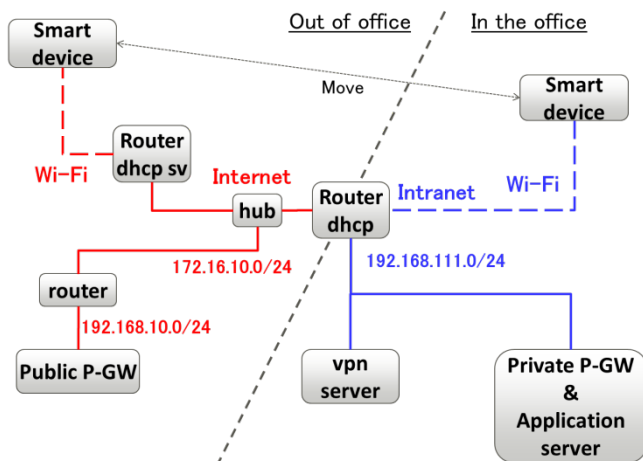 Out of office
In the office
Smart
device
Move
Smart
device
Router
dhcp sv
Wi-Fi
Internet
Wi-Fi
hub
Router
dhcp
Intranet
172.16.10.0/24
192.168.111.0/24
router
192.168.10.0/24
Public P-GW
vpn
server
Private P-GW
&
Application
server